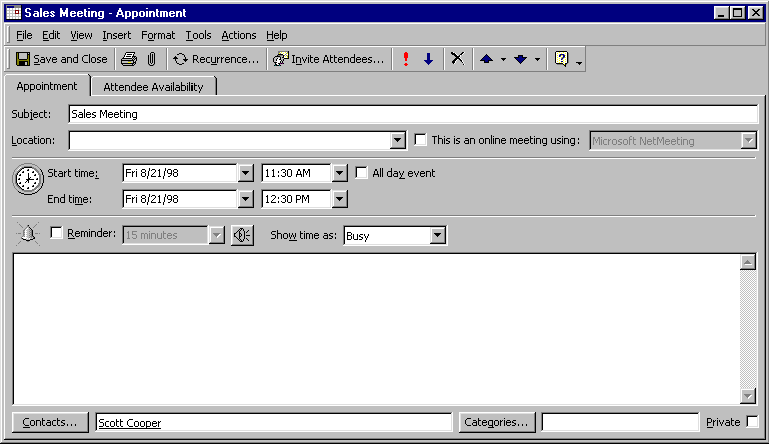 Sales Meeting - Appointment
File Edit View Insert Format Tools Actions Help
Save and Close Recurrence... Invite Attendees...
Appointment Attendee Availability
Subject: Sales Meeting
Location: This is an online meeting using: Microsoft NetMeeting
Start time: Fri 8/21/98 11:30 AM All day event
End time: Fri 8/21/98 12:30 PM
Reminder: 15 minutes Show time as: Busy
Contacts... Scott Cooper Categories... Private